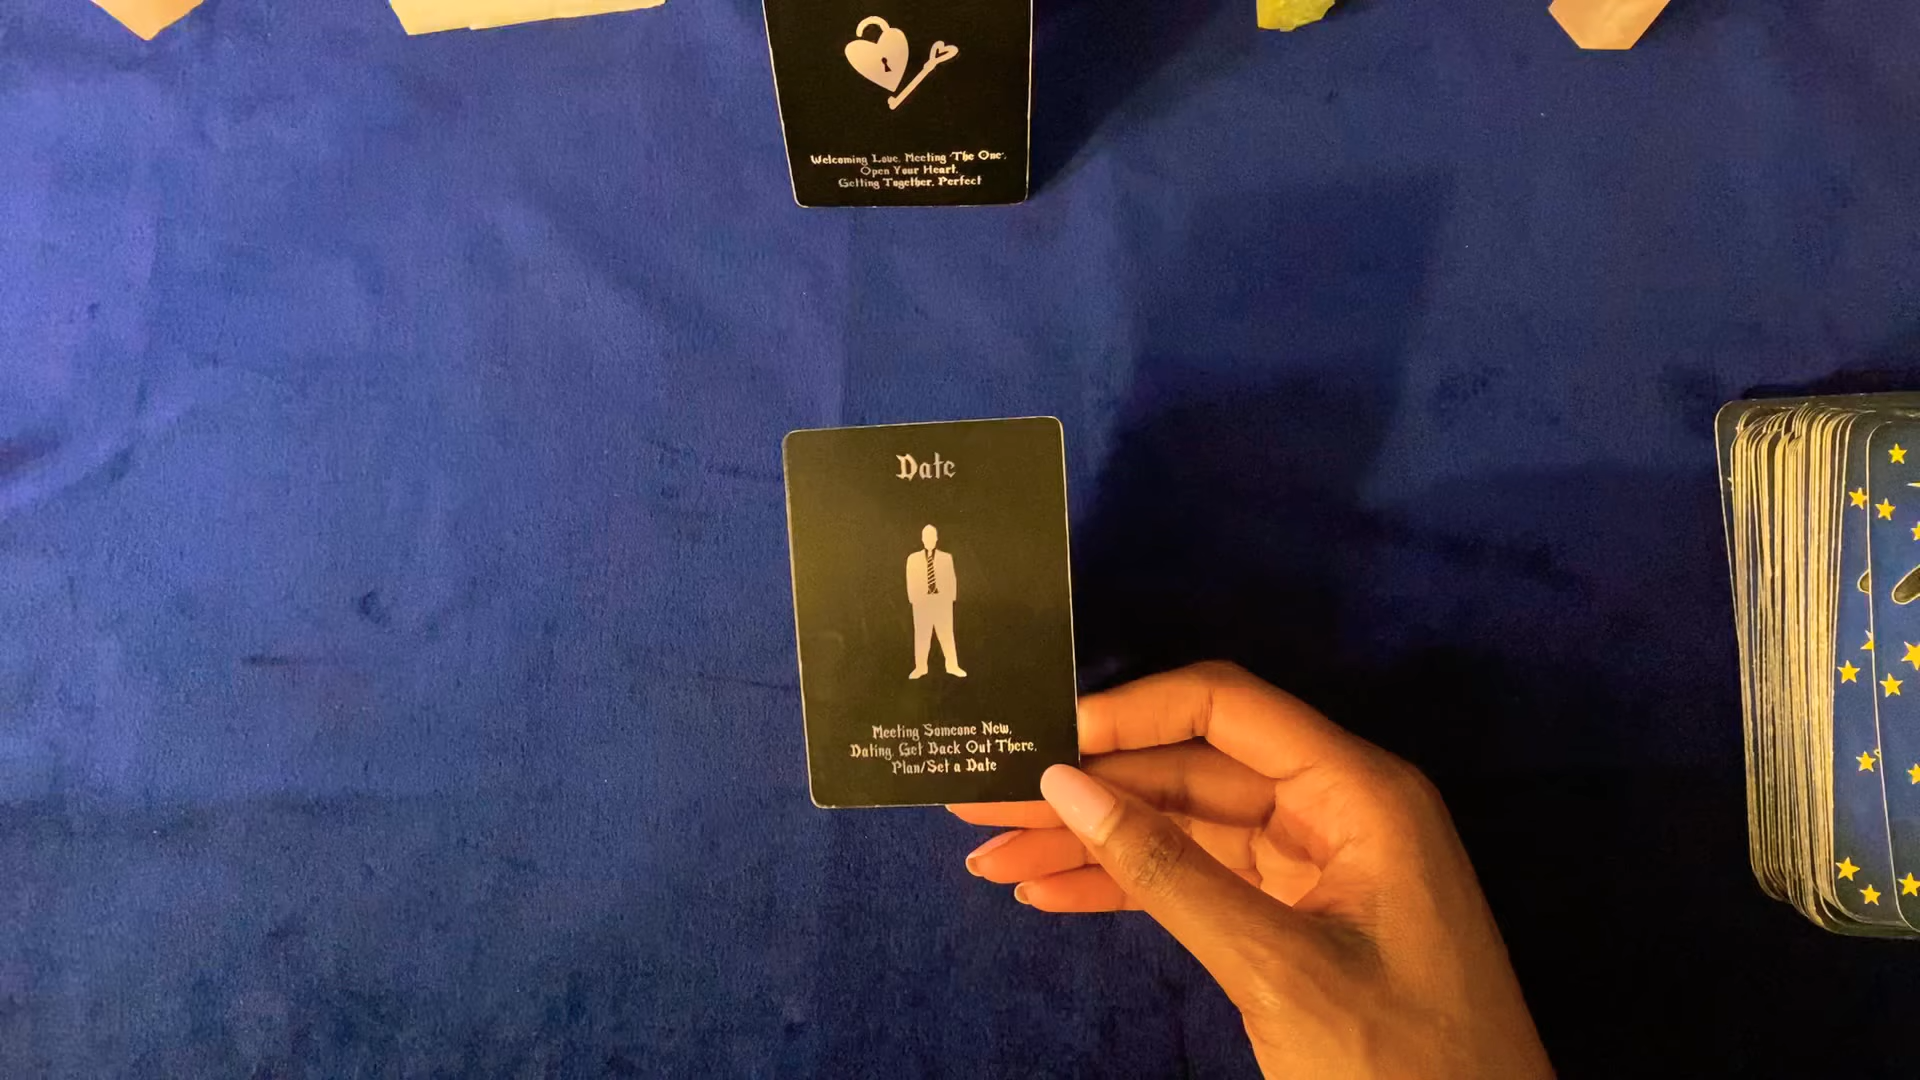 Welcoming Love, Meeting 'The One',
Open Your Heart,
Getting Together, Perfect
Date
Meeting Someone New,
Dating, Get Back Out There,
Plan/Set a Date